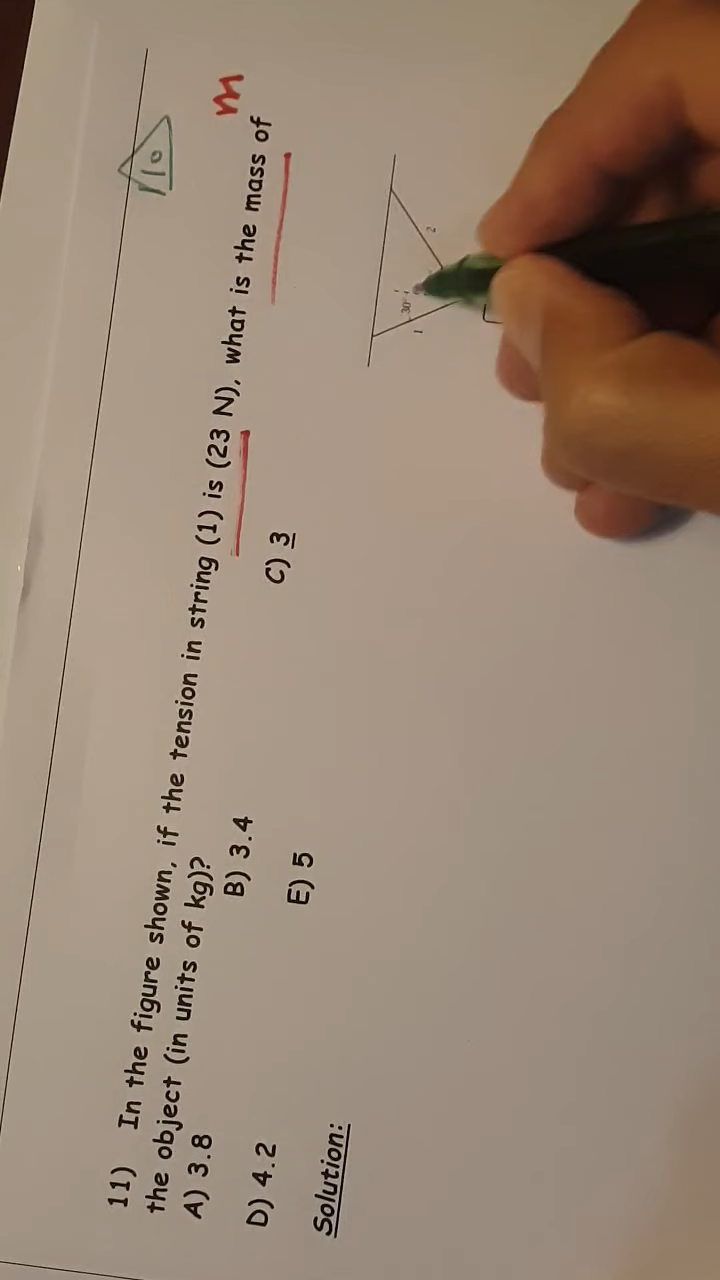 10
m
11) In the figure shown, if the tension in string (1) is (23 N), what is the mass of
the object (in units of kg)?
A) 3.8 B) 3.4 C) 3
D) 4.2 E) 5
Solution:
30°
1
2